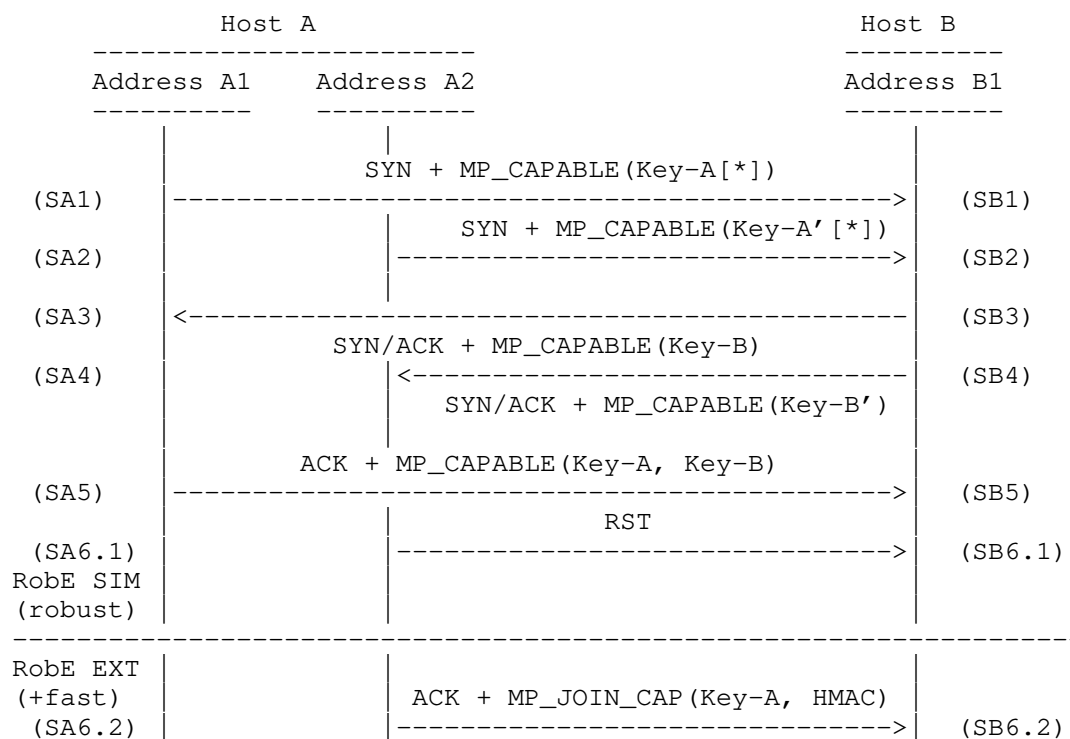 Host A Host B
Address A1 Address A2 Address B1
SYN + MP_CAPABLE(Key-A[*])
(SA1) (SB1)
SYN + MP_CAPABLE(Key-A'[*])
(SA2) (SB2)
(SA3) (SB3)
SYN/ACK + MP_CAPABLE(Key-B)
(SA4) (SB4)
SYN/ACK + MP_CAPABLE(Key-B')
ACK + MP_CAPABLE(Key-A, Key-B)
(SA5) (SB5)
RST
(SA6.1) (SB6.1)
RobE SIM
(robust)
RobE EXT
(+fast) ACK + MP_JOIN_CAP(Key-A, HMAC)
(SA6.2) (SB6.2)